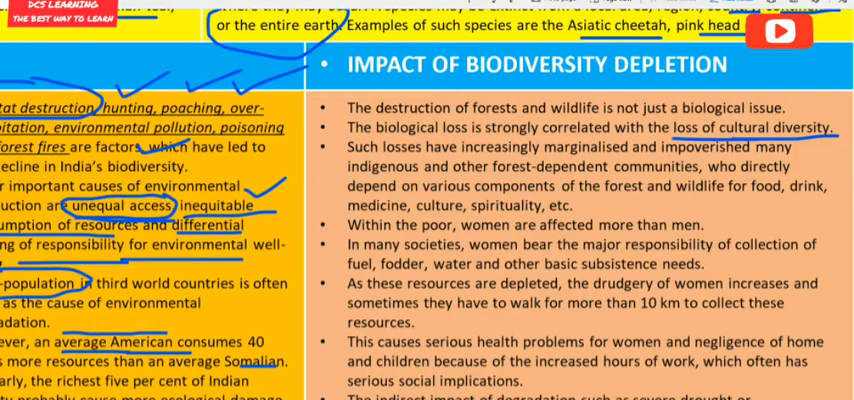 DCS LEARNING
THE BEST WAY TO LEARN
or the entire earth. Examples of such species are the Asiatic cheetah, pink head
tat destruction, hunting, poaching, over-
itation, environmental pollution, poisoning
forest fires are factors, which have led to
ecline in India's biodiversity.
r important causes of environmental
uction are unequal access, inequitable
umption of resources and differential
ng of responsibility for environmental well-
-population in third world countries is often
as the cause of environmental
adation.
ever, an average American consumes 40
s more resources than an average Somalian.
arly, the richest five per cent of Indian
ty probably cause more ecological damage
• IMPACT OF BIODIVERSITY DEPLETION
• The destruction of forests and wildlife is not just a biological issue.
• The biological loss is strongly correlated with the loss of cultural diversity.
• Such losses have increasingly marginalised and impoverished many
indigenous and other forest-dependent communities, who directly
depend on various components of the forest and wildlife for food, drink,
medicine, culture, spirituality, etc.
• Within the poor, women are affected more than men.
• In many societies, women bear the major responsibility of collection of
fuel, fodder, water and other basic subsistence needs.
• As these resources are depleted, the drudgery of women increases and
sometimes they have to walk for more than 10 km to collect these
resources.
• This causes serious health problems for women and negligence of home
and children because of the increased hours of work, which often has
serious social implications.
• The indirect impact of degradation such as severe drought or